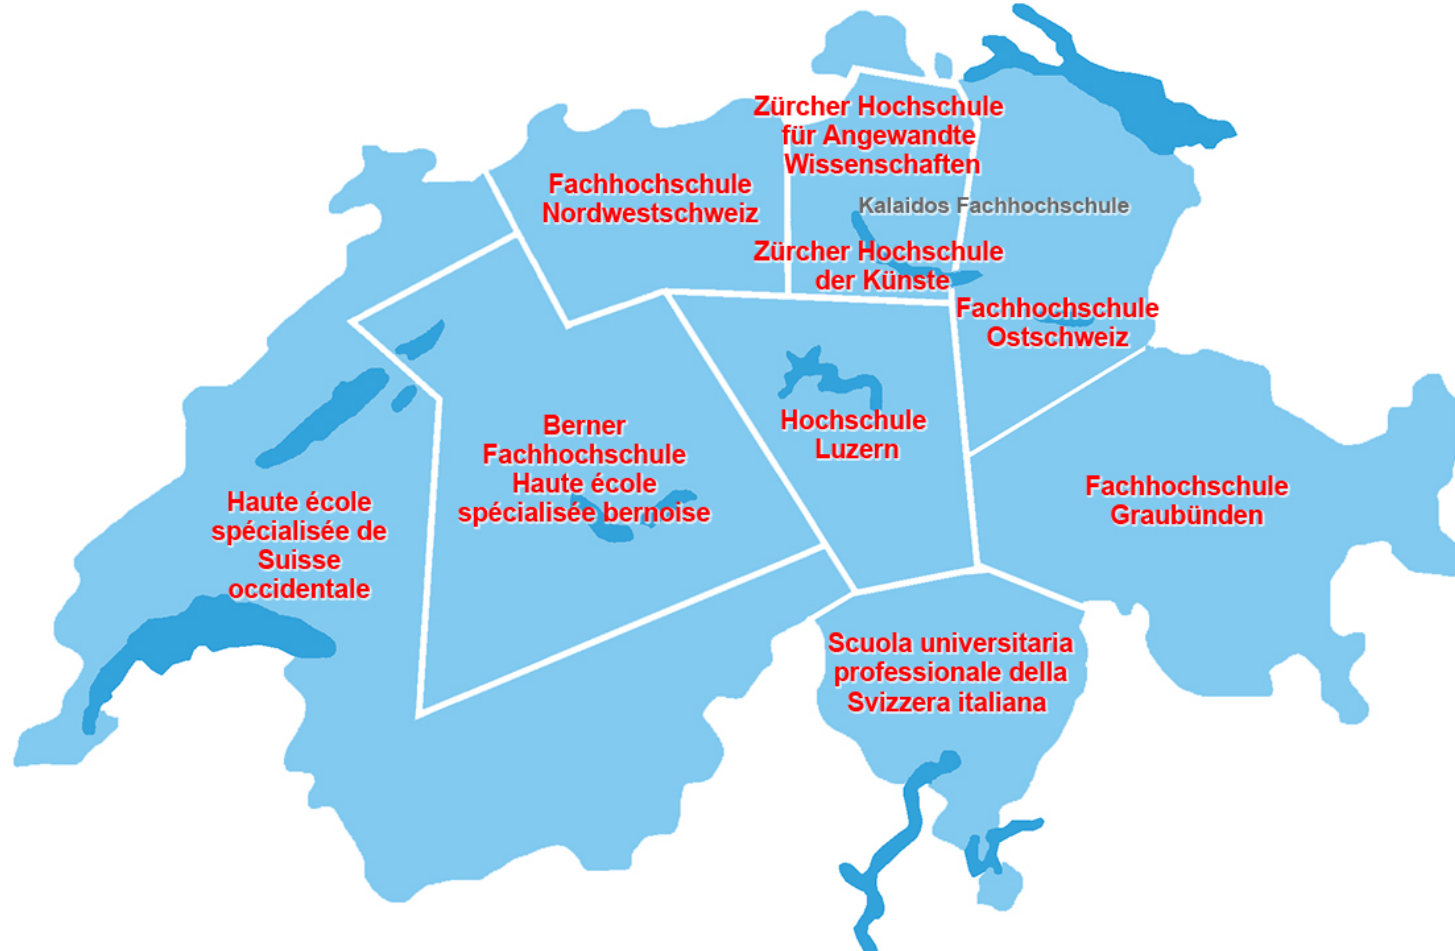 Zürcher Hochschule
für Angewandte
Wissenschaften
Fachhochschule
Nordwestschweiz
Kalaidos Fachhochschule
Zürcher Hochschule
der Künste
Fachhochschule
Ostschweiz
Berner
Fachhochschule
Haute école
spécialisée bernoise
Hochschule
Luzern
Haute école
spécialisée de
Suisse
occidentale
Fachhochschule
Graubünden
Scuola universitaria
professionale della
Svizzera italiana